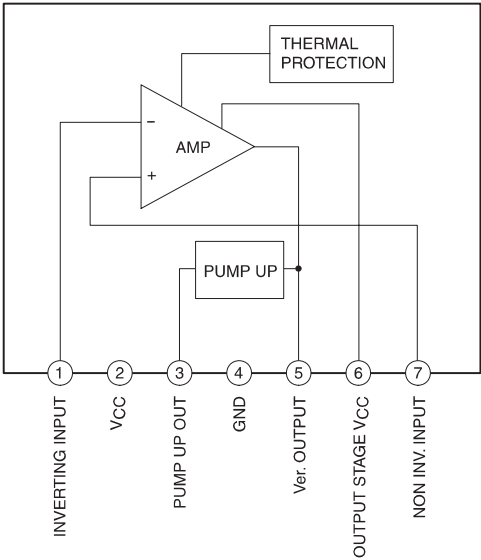 THERMAL
PROTECTION
−
AMP
+
PUMP UP
1
2
3
4
5
6
7
INVERTING INPUT
VCC
PUMP UP OUT
GND
Ver. OUTPUT
OUTPUT STAGE VCC
NON INV. INPUT